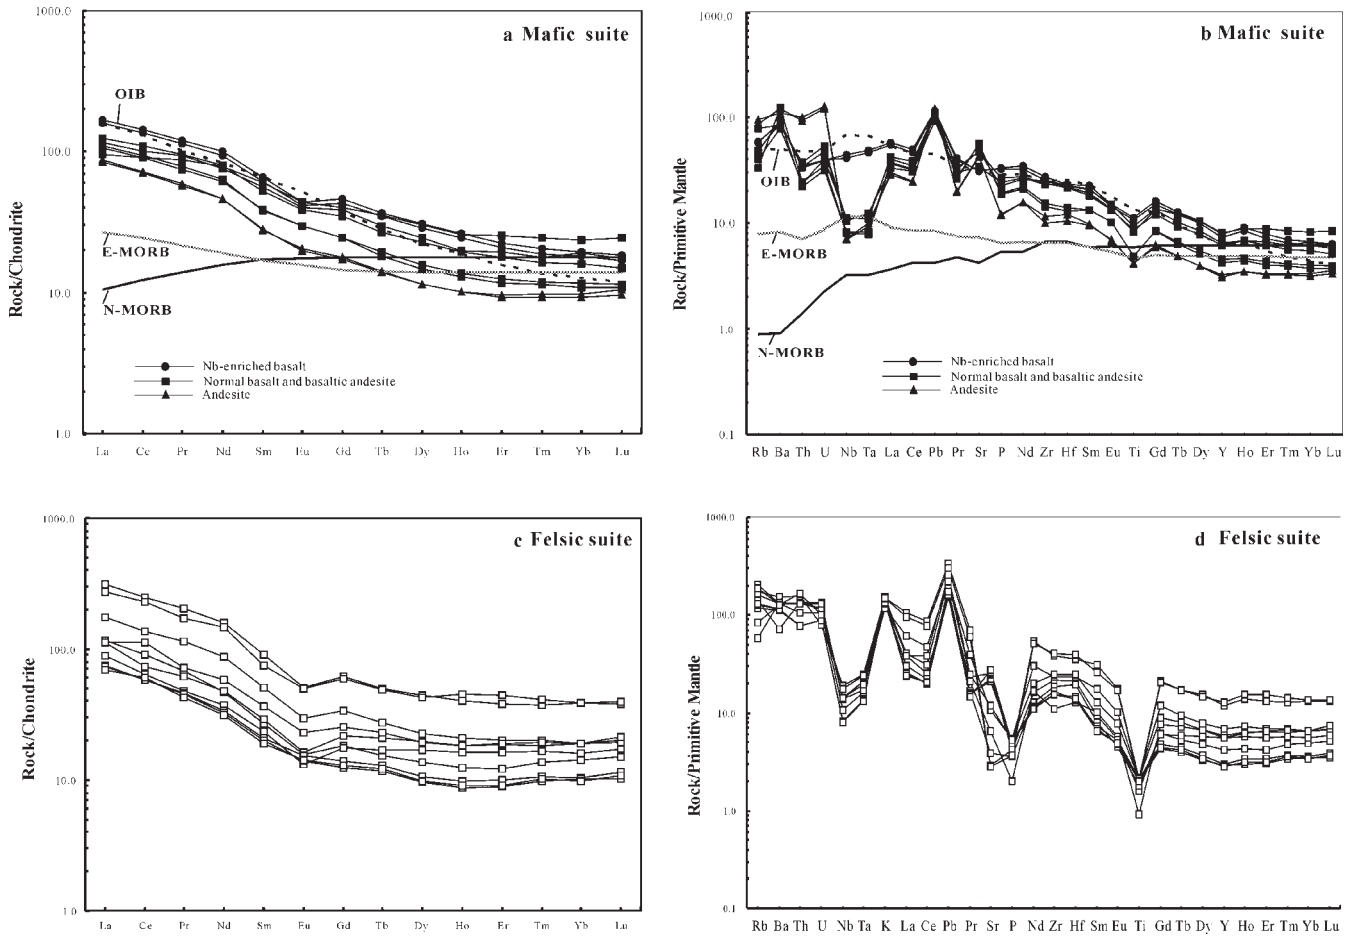 a Mafic suite
1000.0
100.0
10.0
1.0
Rock/Chondrite
OIB
E-MORB
N-MORB
Nb-enriched basalt
Normal basalt and basaltic andesite
Andesite
La Ce Pr Nd Sm Eu Gd Tb Dy Ho Er Tm Yb Lu
b Mafic suite
1000.0
100.0
10.0
1.0
0.1
Rock/Primitive Mantle
OIB
E-MORB
N-MORB
Nb-enriched basalt
Normal basalt and basaltic andesite
Andesite
Rb Ba Th U Nb Ta La Ce Pb Pr Sr P Nd Zr Hf Sm Eu Ti Gd Tb Dy Y Ho Er Tm Yb Lu
c Felsic suite
1000.0
100.0
10.0
1.0
Rock/Chondrite
La Ce Pr Nd Sm Eu Gd Tb Dy Ho Er Tm Yb Lu
d Felsic suite
1000.0
100.0
10.0
1.0
0.1
Rock/Primitive Mantle
Rb Ba Th U Nb Ta K La Ce Pb Pr Sr P Nd Zr Hf Sm Eu Ti Gd Tb Dy Y Ho Er Tm Yb Lu